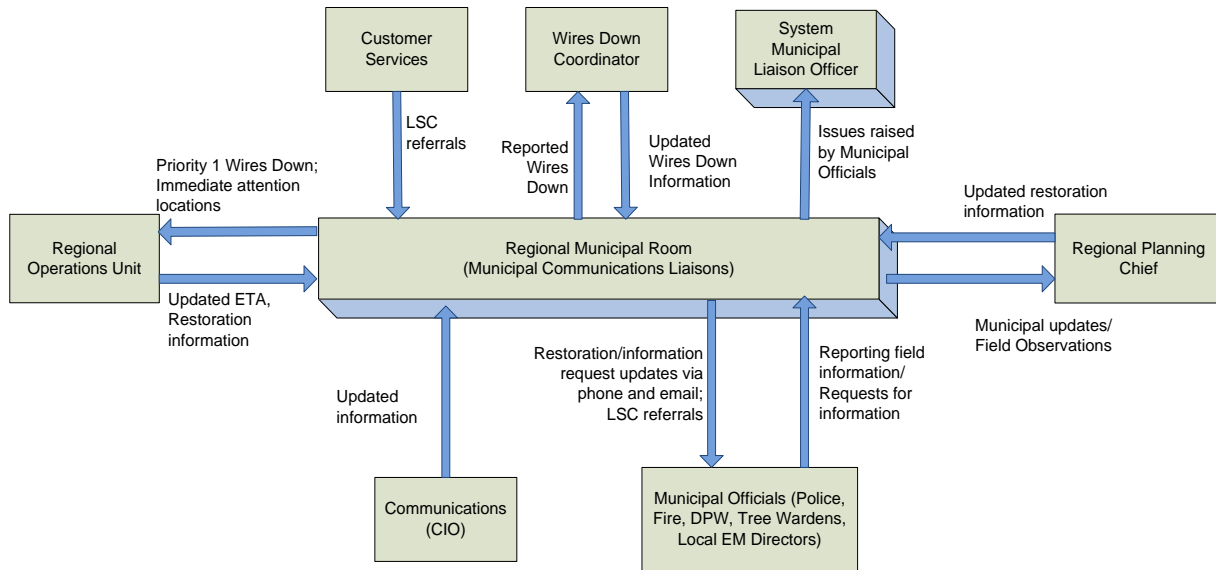 Customer
Services
Wires Down
Coordinator
System
Municipal
Liaison Officer
LSC
referrals
Reported
Wires
Down
Updated
Wires Down
Information
Issues raised
by Municipal
Officials
Priority 1 Wires Down;
Immediate attention
locations
Updated restoration
information
Regional
Operations Unit
Regional Municipal Room
(Municipal Communications Liaisons)
Regional Planning
Chief
Updated ETA,
Restoration
information
Municipal updates/
Field Observations
Updated
information
Restoration/information
request updates via
phone and email;
LSC referrals
Reporting field
information/
Requests for
information
Communications
(CIO)
Municipal Officials (Police,
Fire, DPW, Tree Wardens,
Local EM Directors)